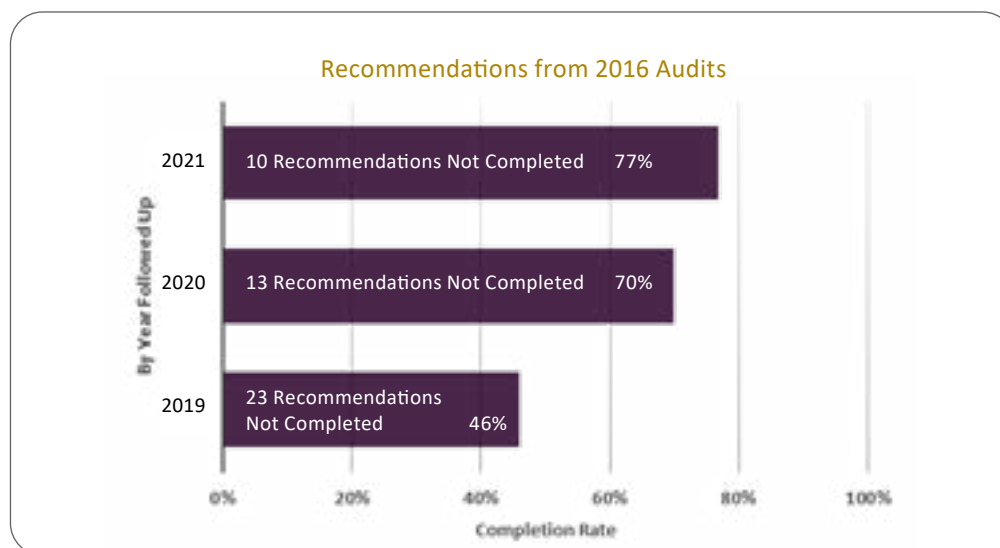 Recommendations from 2016 Audits
By Year Followed Up
2021
10 Recommendations Not Completed 77%
2020
13 Recommendations Not Completed 70%
2019
23 Recommendations
Not Completed 46%
0% 20% 40% 60% 80% 100%
Completion Rate